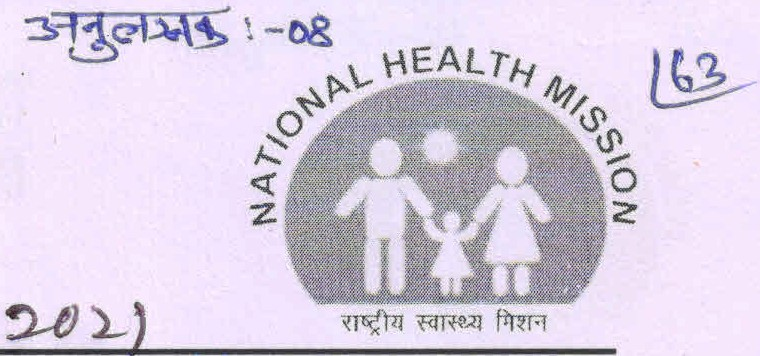 अनुलग्नक :-08
163
NATIONAL HEALTH MISSION
राष्ट्रीय स्वास्थ्य मिशन
2021